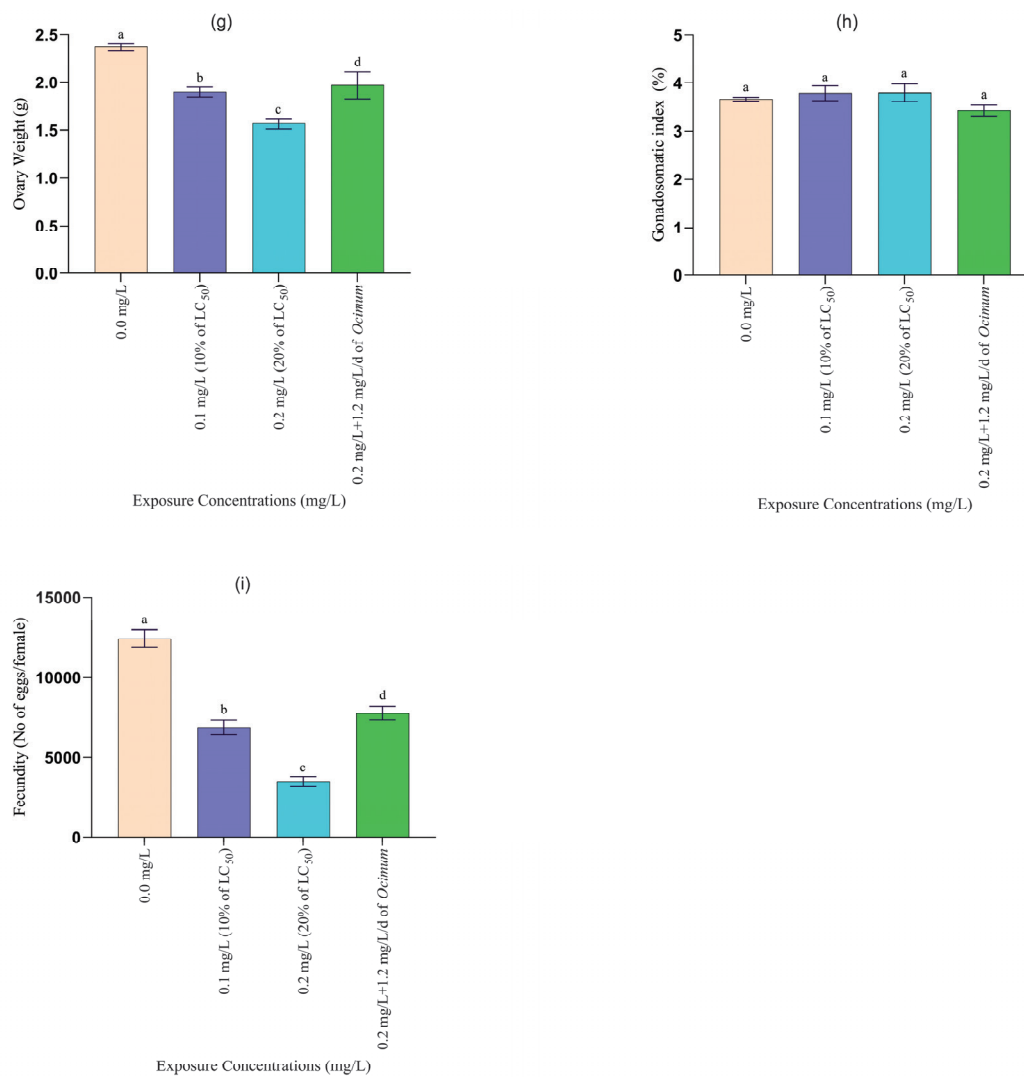 (g)
Ovary Weight (g)
2.5
2.0
1.5
1.0
0.5
0.0
a
b
c
d
0.0 mg/L
0.1 mg/L (10% of LC50)
0.2 mg/L (20% of LC50)
0.2 mg/L+1.2 mg/L/d of Ocimum
Exposure Concentrations (mg/L)
(h)
Gonadosomatic index (%)
5
4
3
2
1
0
a
a
a
a
0.0 mg/L
0.1 mg/L (10% of LC50)
0.2 mg/L (20% of LC50)
0.2 mg/L+1.2 mg/L/d of Ocimum
Exposure Concentrations (mg/L)
(i)
Fecundity (No of eggs/female)
15000
10000
5000
0
a
b
c
d
0.0 mg/L
0.1 mg/L (10% of LC50)
0.2 mg/L (20% of LC50)
0.2 mg/L+1.2 mg/L/d of Ocimum
Exposure Concentrations (mg/L)